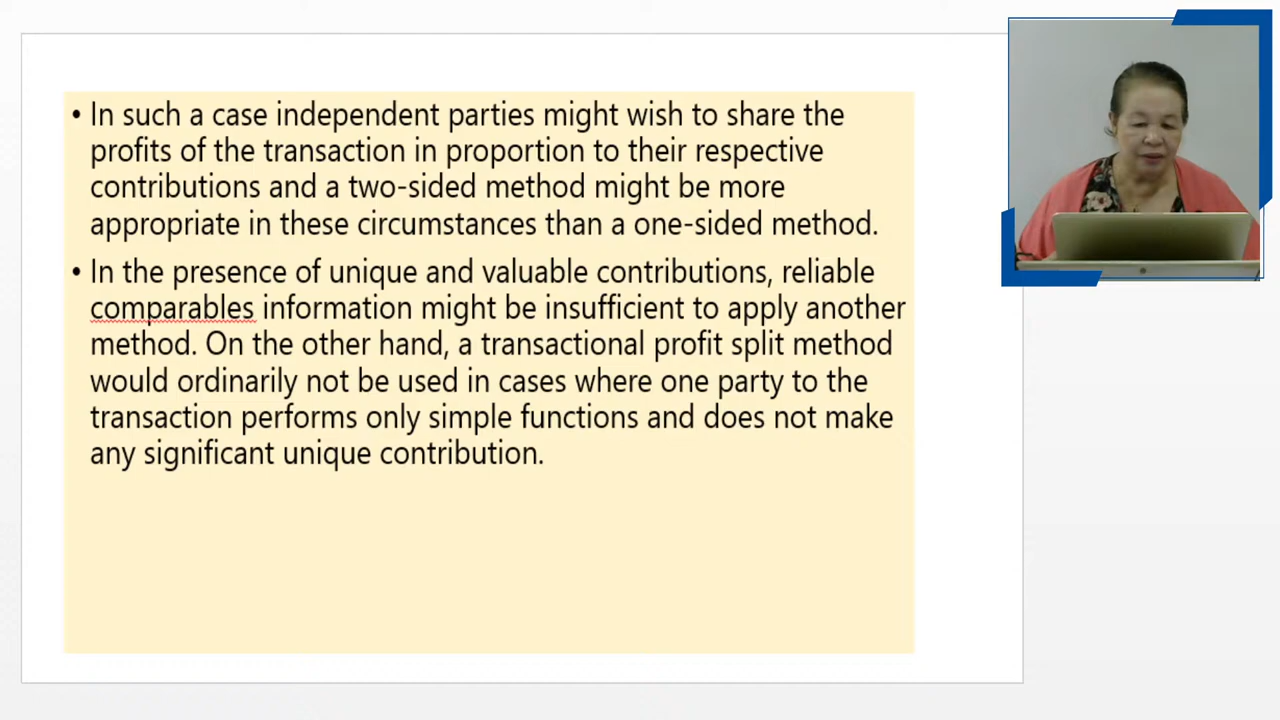 • In such a case independent parties might wish to share the
profits of the transaction in proportion to their respective
contributions and a two-sided method might be more
appropriate in these circumstances than a one-sided method.
• In the presence of unique and valuable contributions, reliable
comparables information might be insufficient to apply another
method. On the other hand, a transactional profit split method
would ordinarily not be used in cases where one party to the
transaction performs only simple functions and does not make
any significant unique contribution.